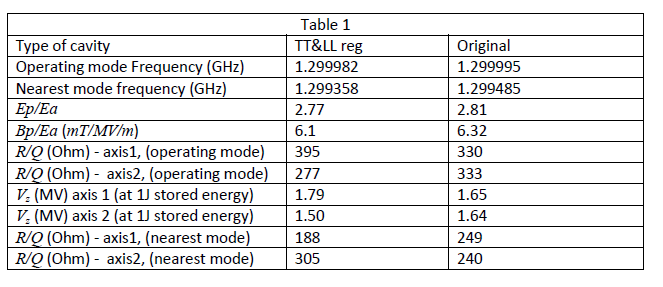 Table 1
Type of cavity TT&LL reg Original
Operating mode Frequency (GHz) 1.299982 1.299995
Nearest mode frequency (GHz) 1.299358 1.299485
Ep/Ea 2.77 2.81
Bp/Ea (mT/MV/m) 6.1 6.32
R/Q (Ohm) - axis1, (operating mode) 395 330
R/Q (Ohm) - axis2, (operating mode) 277 333
Vz (MV) axis 1 (at 1J stored energy) 1.79 1.65
Vz (MV) axis 2 (at 1J stored energy) 1.50 1.64
R/Q (Ohm) - axis1, (nearest mode) 188 249
R/Q (Ohm) - axis2, (nearest mode) 305 240